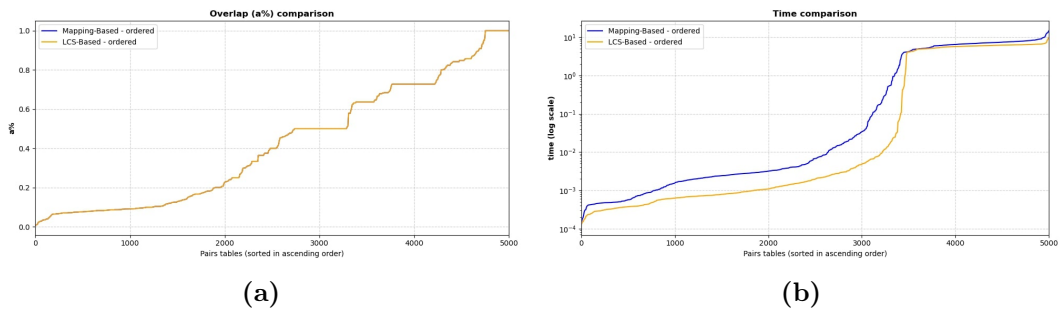 Overlap (a%) comparison
Mapping-Based - ordered
LCS-Based - ordered
a%
1.0
0.8
0.6
0.4
0.2
0.0
0 1000 2000 3000 4000 5000
Pairs tables (sorted in ascending order)
(a)
Time comparison
Mapping-Based - ordered
LCS-Based - ordered
time (log scale)
10¹
10⁰
10⁻¹
10⁻²
10⁻³
10⁻⁴
0 1000 2000 3000 4000 5000
Pairs tables (sorted in ascending order)
(b)